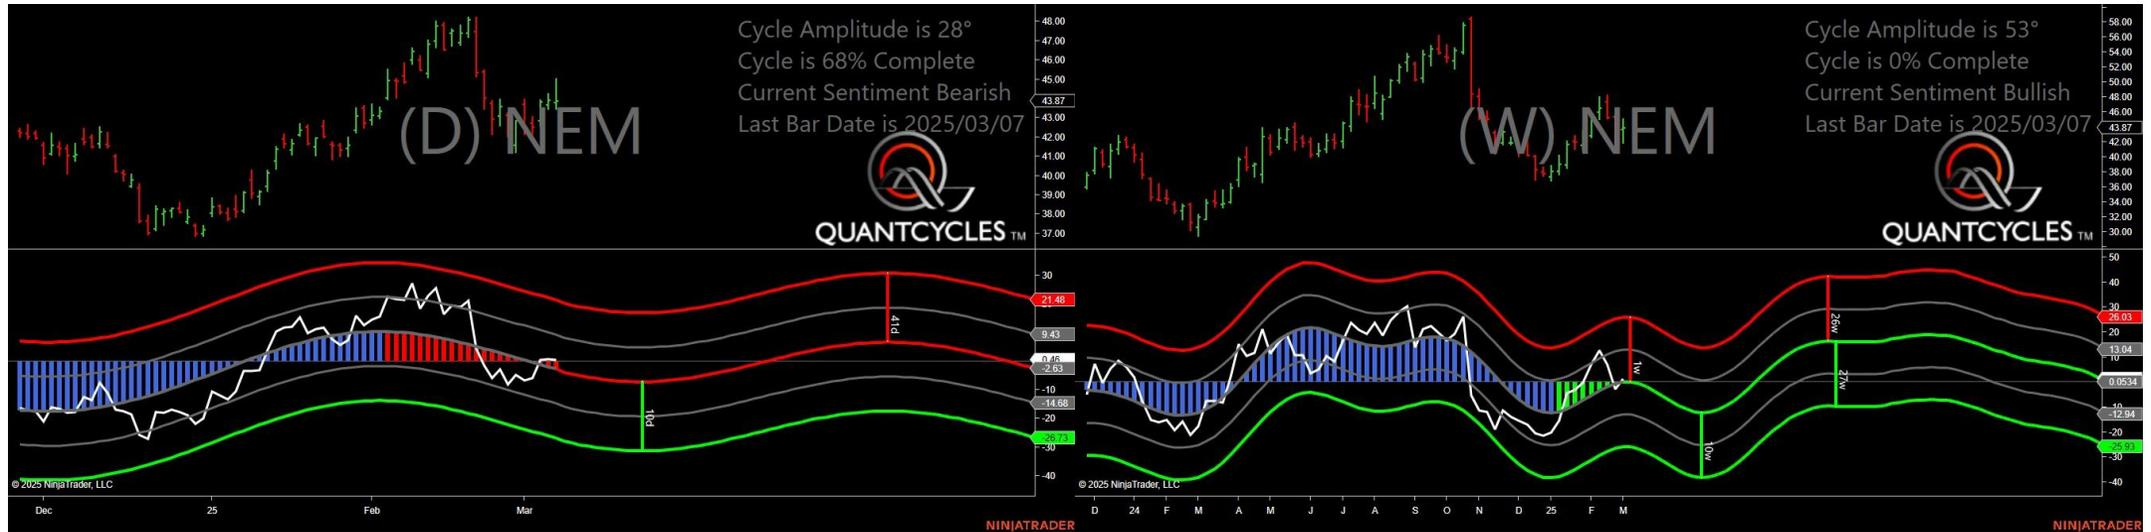 Cycle Amplitude is 28°
Cycle is 68% Complete
Current Sentiment Bearish
Last Bar Date is 2025/03/07
(D) NEM
QUANTCYCLES TM
48.00
47.00
46.00
45.00
43.87
43.00
42.00
41.00
40.00
39.00
38.00
37.00
30
21.48
9.43
0.46
-2.63
-10
-14.68
-20
-26.73
-30
-40
41d
10d
© 2025 NinjaTrader, LLC
Dec 25 Feb Mar
NINJATRADER
Cycle Amplitude is 53°
Cycle is 0% Complete
Current Sentiment Bullish
Last Bar Date is 2025/03/07
(W) NEM
QUANTCYCLES TM
58.00
56.00
54.00
52.00
50.00
48.00
46.00
43.87
42.00
40.00
38.00
36.00
34.00
32.00
30.00
50
40
30
26.03
20
13.04
10
0.0534
-10
-12.94
-20
-25.93
-30
-40
1w
26w
27w
10w
© 2025 NinjaTrader, LLC
D 24 F M A M J J A S O N D 25 F M
NINJATRADER